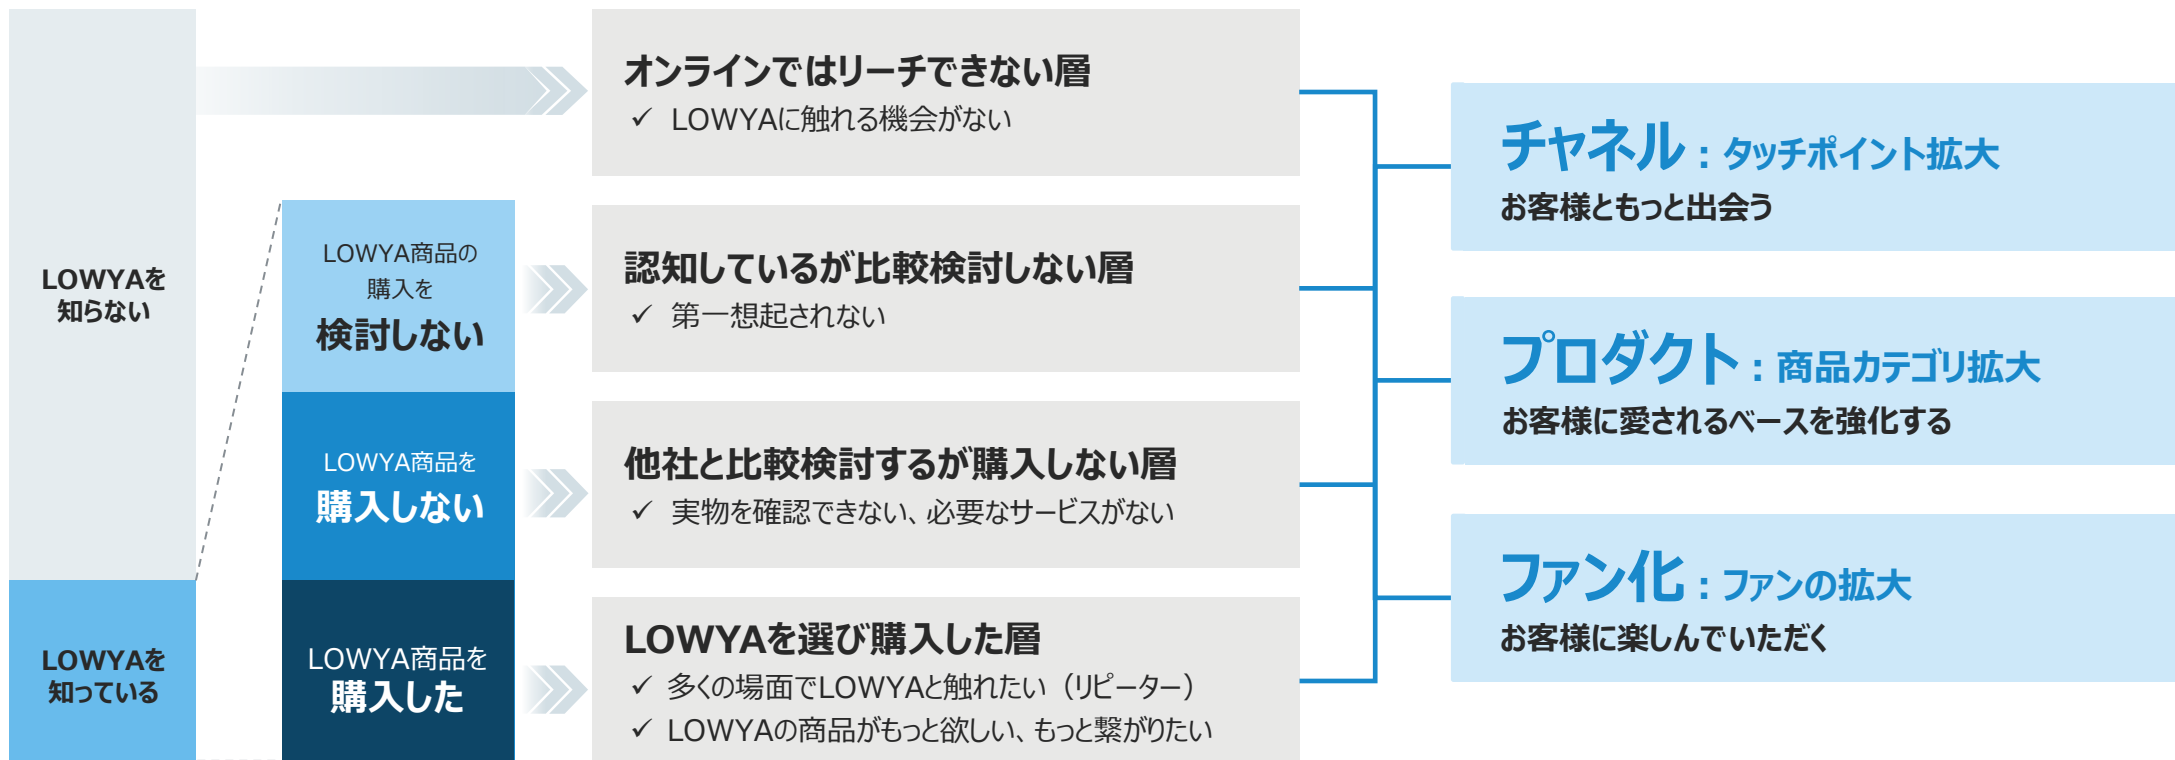 LOWYAを
知らない
LOWYAを
知っている
LOWYA商品の
購入を
検討しない
LOWYA商品を
購入しない
LOWYA商品を
購入した
オンラインではリーチできない層
✓ LOWYAに触れる機会がない
認知しているが比較検討しない層
✓ 第一想起されない
他社と比較検討するが購入しない層
✓ 実物を確認できない、必要なサービスがない
LOWYAを選び購入した層
✓ 多くの場面でLOWYAと触れたい（リピーター）
✓ LOWYAの商品がもっと欲しい、もっと繋がりたい
チャネル：タッチポイント拡大
お客様ともっと出会う
プロダクト：商品カテゴリ拡大
お客様に愛されるベースを強化する
ファン化：ファンの拡大
お客様に楽しんでいただく